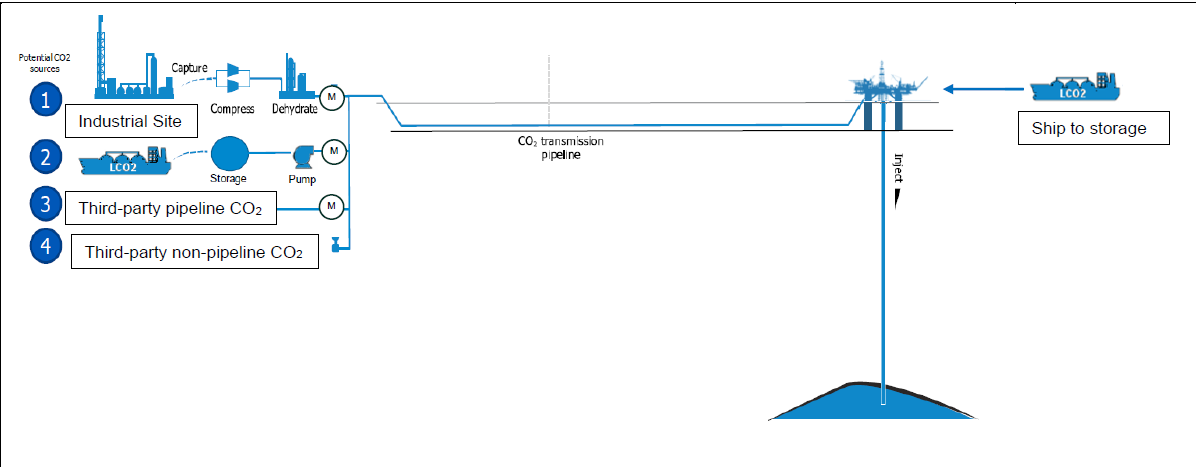 Potential CO2
sources
1
Capture
Compress
Dehydrate
M
Industrial Site
2
LCO2
Storage
Pump
M
3
Third-party pipeline CO₂
M
4
Third-party non-pipeline CO₂
CO₂ transmission
pipeline
Inject
LCO2
Ship to storage